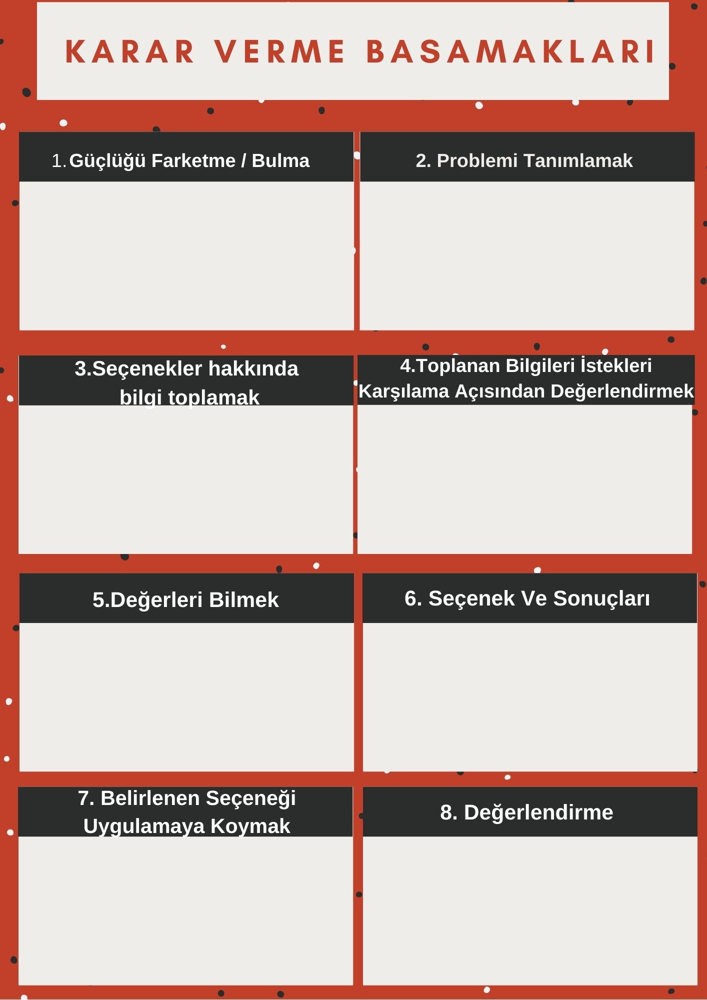 KARAR VERME BASAMAKLARI
1.Güçlüğü Farketme / Bulma
2. Problemi Tanımlamak
3.Seçenekler hakkında
bilgi toplamak
4.Toplanan Bilgileri İstekleri
Karşılama Açısından Değerlendirmek
5.Değerleri Bilmek
6. Seçenek Ve Sonuçları
7. Belirlenen Seçeneği
Uygulamaya Koymak
8. Değerlendirme